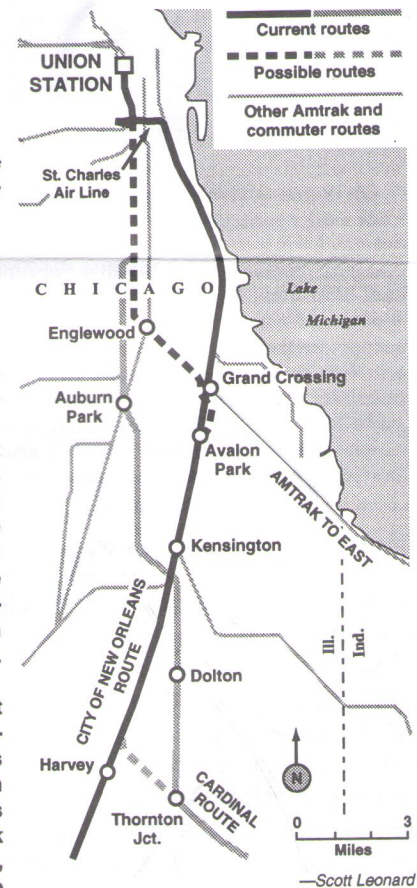 Current routes
Possible routes
Other Amtrak and
commuter routes
UNION
STATION
St. Charles
Air Line
CHICAGO
Lake
Michigan
Englewood
Grand Crossing
Auburn
Park
Avalon
Park
AMTRAK TO EAST
Kensington
CITY OF NEW ORLEANS
ROUTE
Ill.
Ind.
Dolton
Harvey
CARDINAL
ROUTE
Thornton
Jct.
N
0 3
Miles
—Scott Leonard